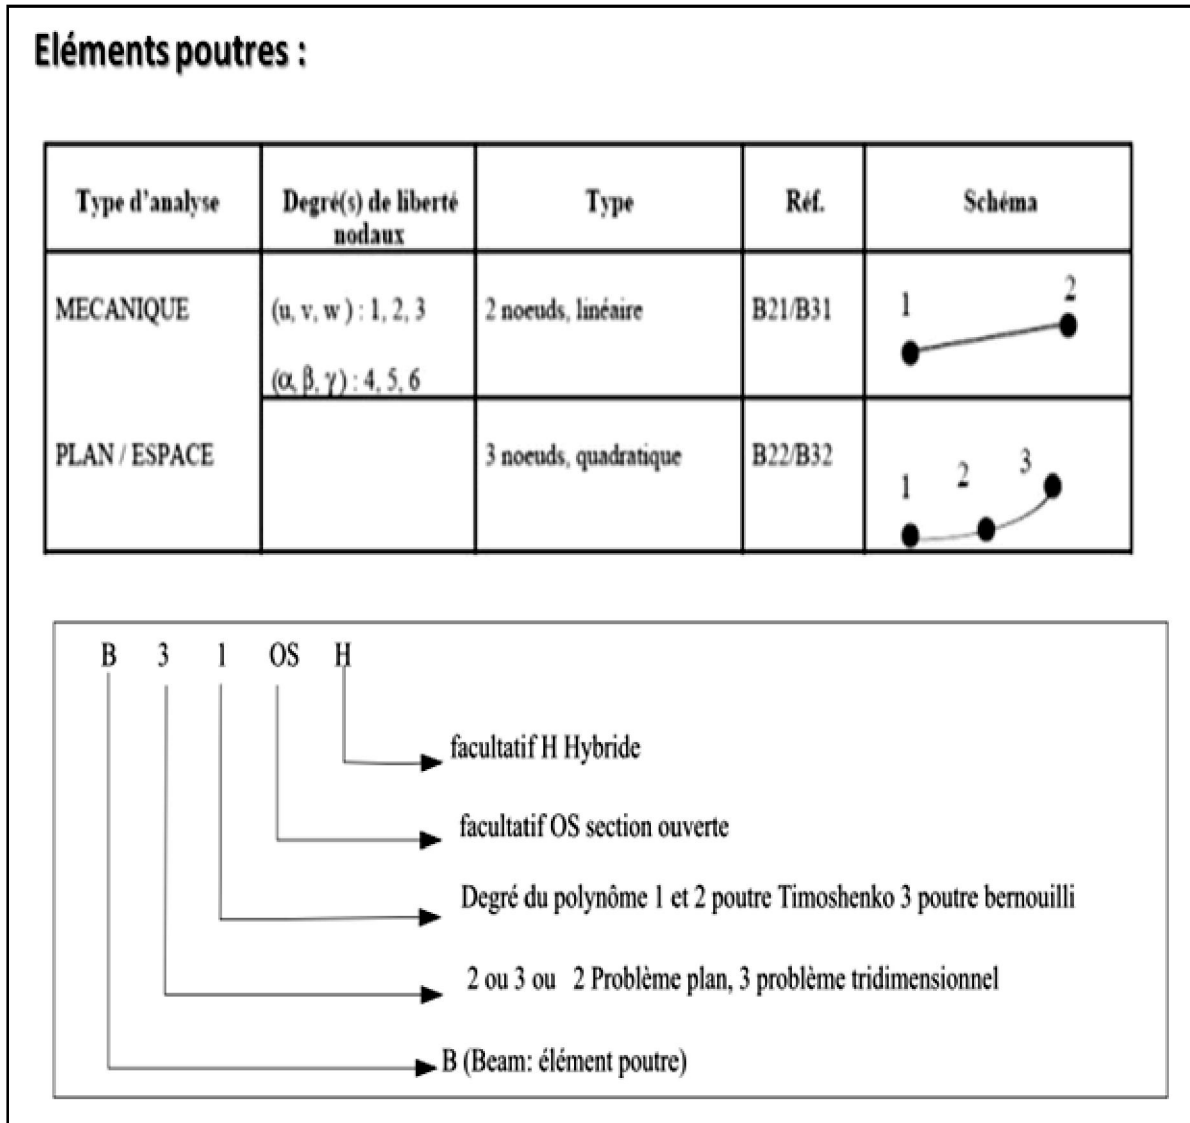 Eléments poutres :
Type d'analyse
Degré(s) de liberté
nodaux
Type
Réf.
Schéma
MECANIQUE
(u, v, w ) : 1, 2, 3
(α, β, γ) : 4, 5, 6
2 noeuds, linéaire
B21/B31
1
2
PLAN / ESPACE
3 noeuds, quadratique
B22/B32
1
2
3
B 3 1 OS H
facultatif H Hybride
facultatif OS section ouverte
Degré du polynôme 1 et 2 poutre Timoshenko 3 poutre bernouilli
2 ou 3 ou 2 Problème plan, 3 problème tridimensionnel
B (Beam: élément poutre)